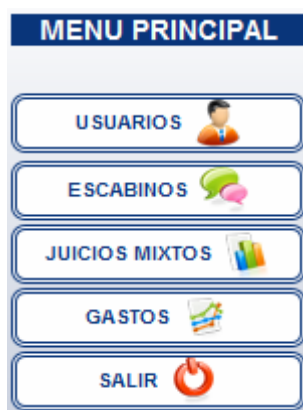 MENU PRINCIPAL
USUARIOS
ESCABINOS
JUICIOS MIXTOS
GASTOS
SALIR